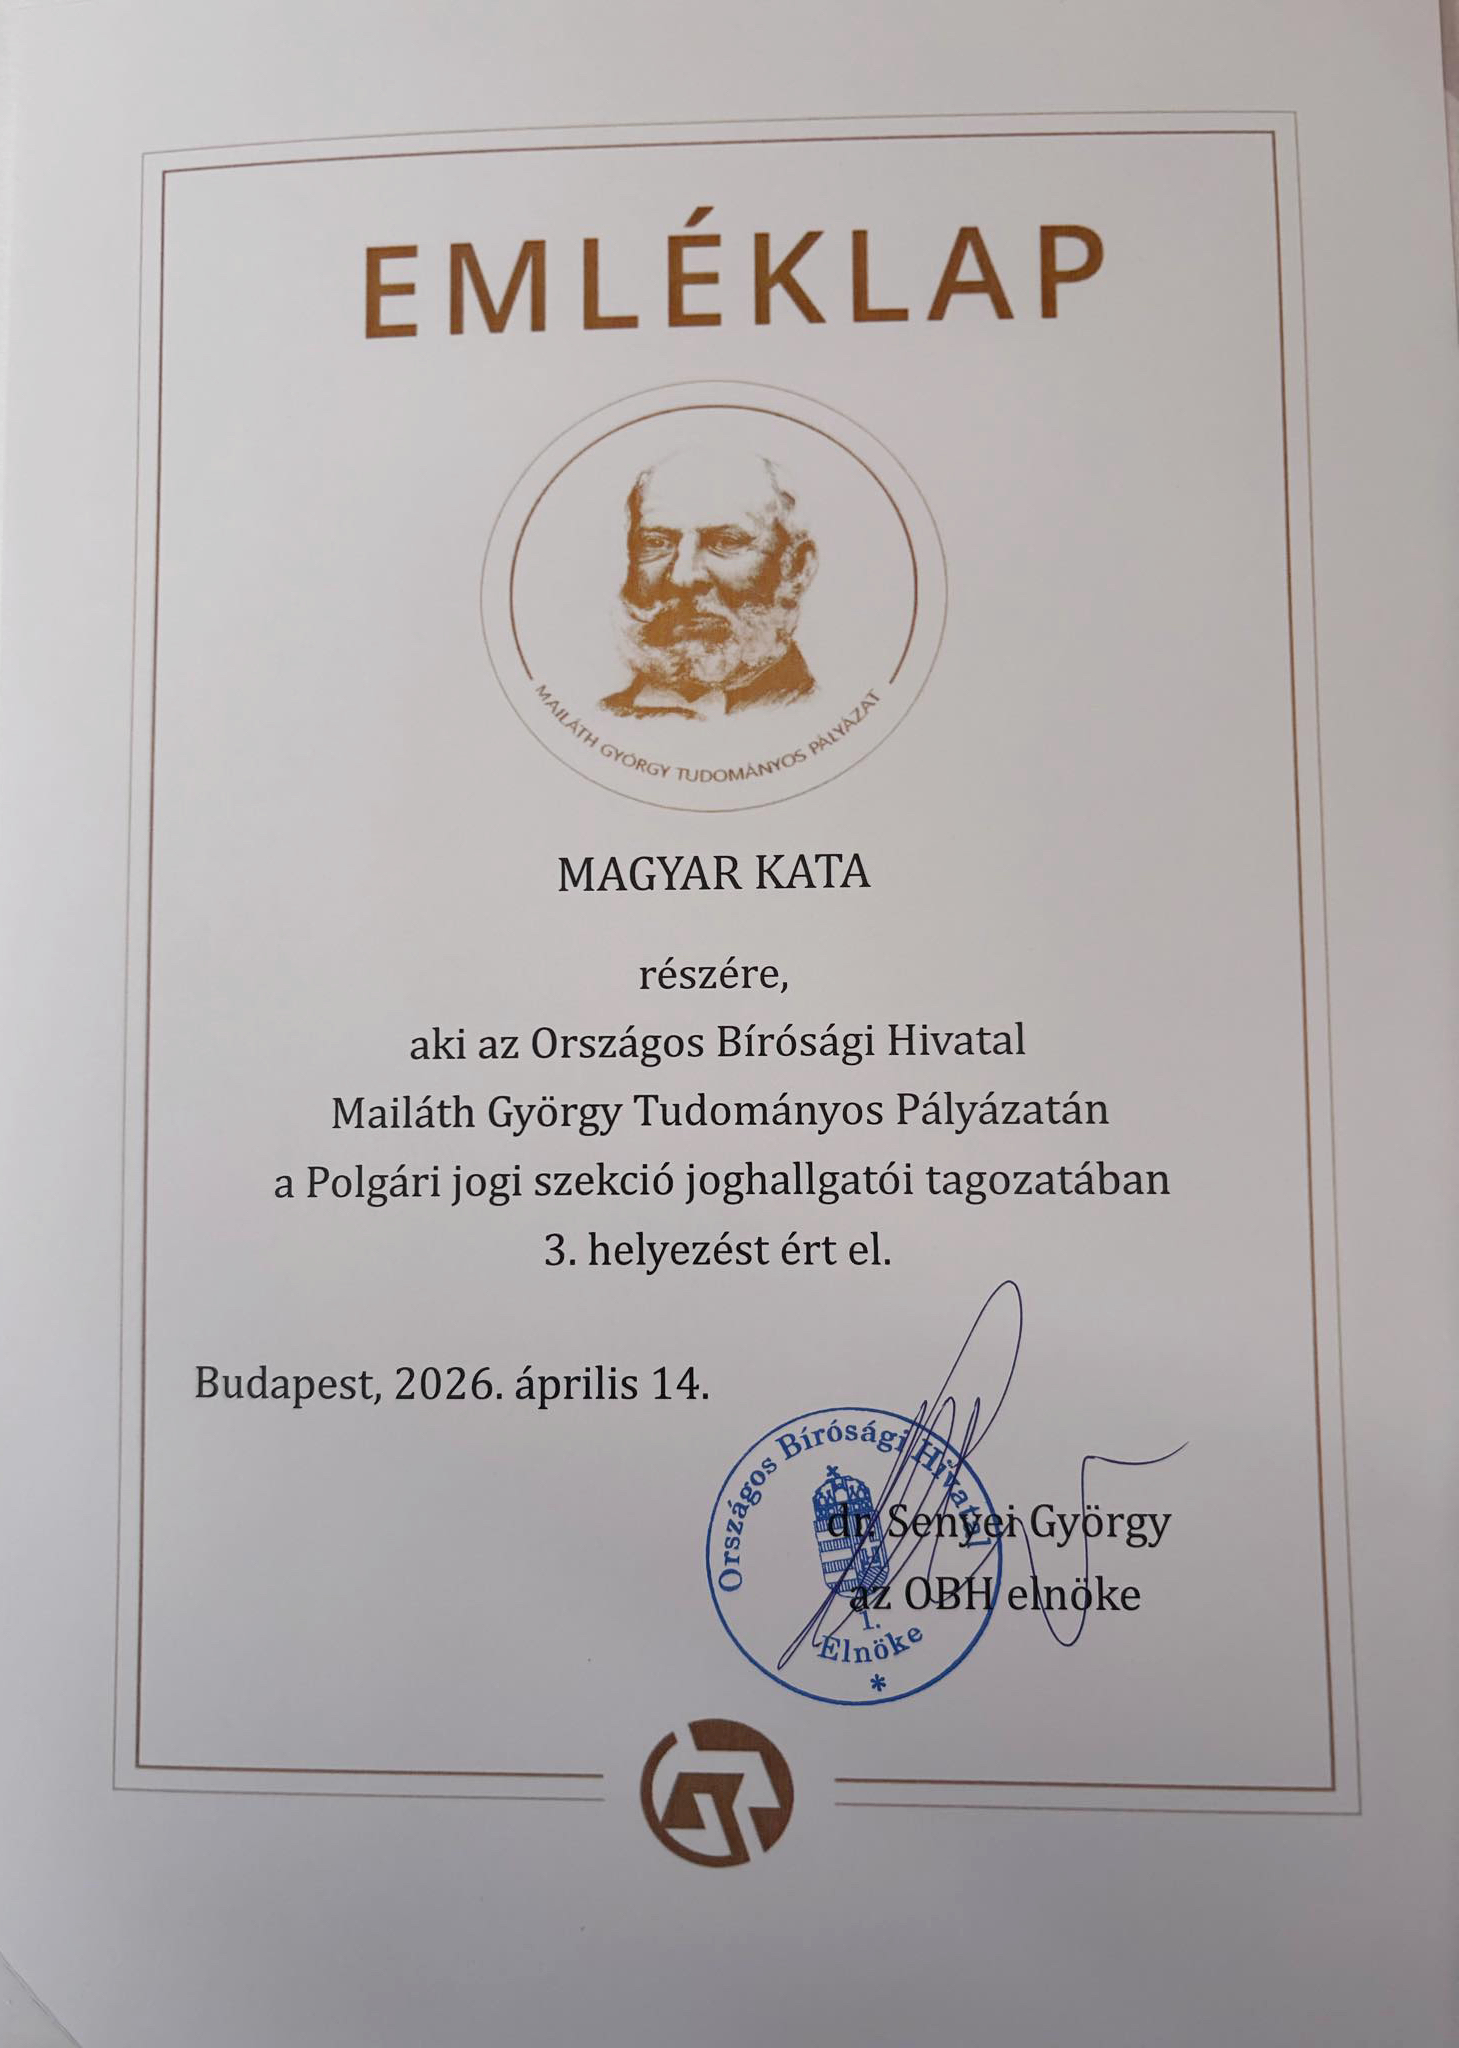 EMLÉKLAP
MAILÁTH GYÖRGY TUDOMÁNYOS PÁLYÁZAT
MAGYAR KATA
részére,
aki az Országos Bírósági Hivatal
Mailáth György Tudományos Pályázatán
a Polgári jogi szekció joghallgatói tagozatában
3. helyezést ért el.
Budapest, 2026. április 14.
Országos Bírósági Hivatal
dr. Senyei György
az OBH elnöke
1.
Elnöke
*